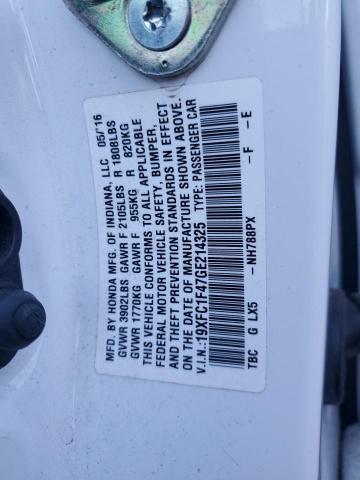 MFD. BY HONDA MFG. OF INDIANA, LLC 05/16
GVWR 3902LBS GAWR F 2105LBS R 1808LBS
GVWR 1770KG GAWR F 955KG R 820KG
THIS VEHICLE CONFORMS TO ALL APPLICABLE
FEDERAL MOTOR VEHICLE SAFETY, BUMPER,
AND THEFT PREVENTION STANDARDS IN EFFECT
ON THE DATE OF MANUFACTURE SHOWN ABOVE.
V.I.N.:19XFC1F47GE214325 TYPE: PASSENGER CAR
TBC G LX5 -NH788PX -F -E